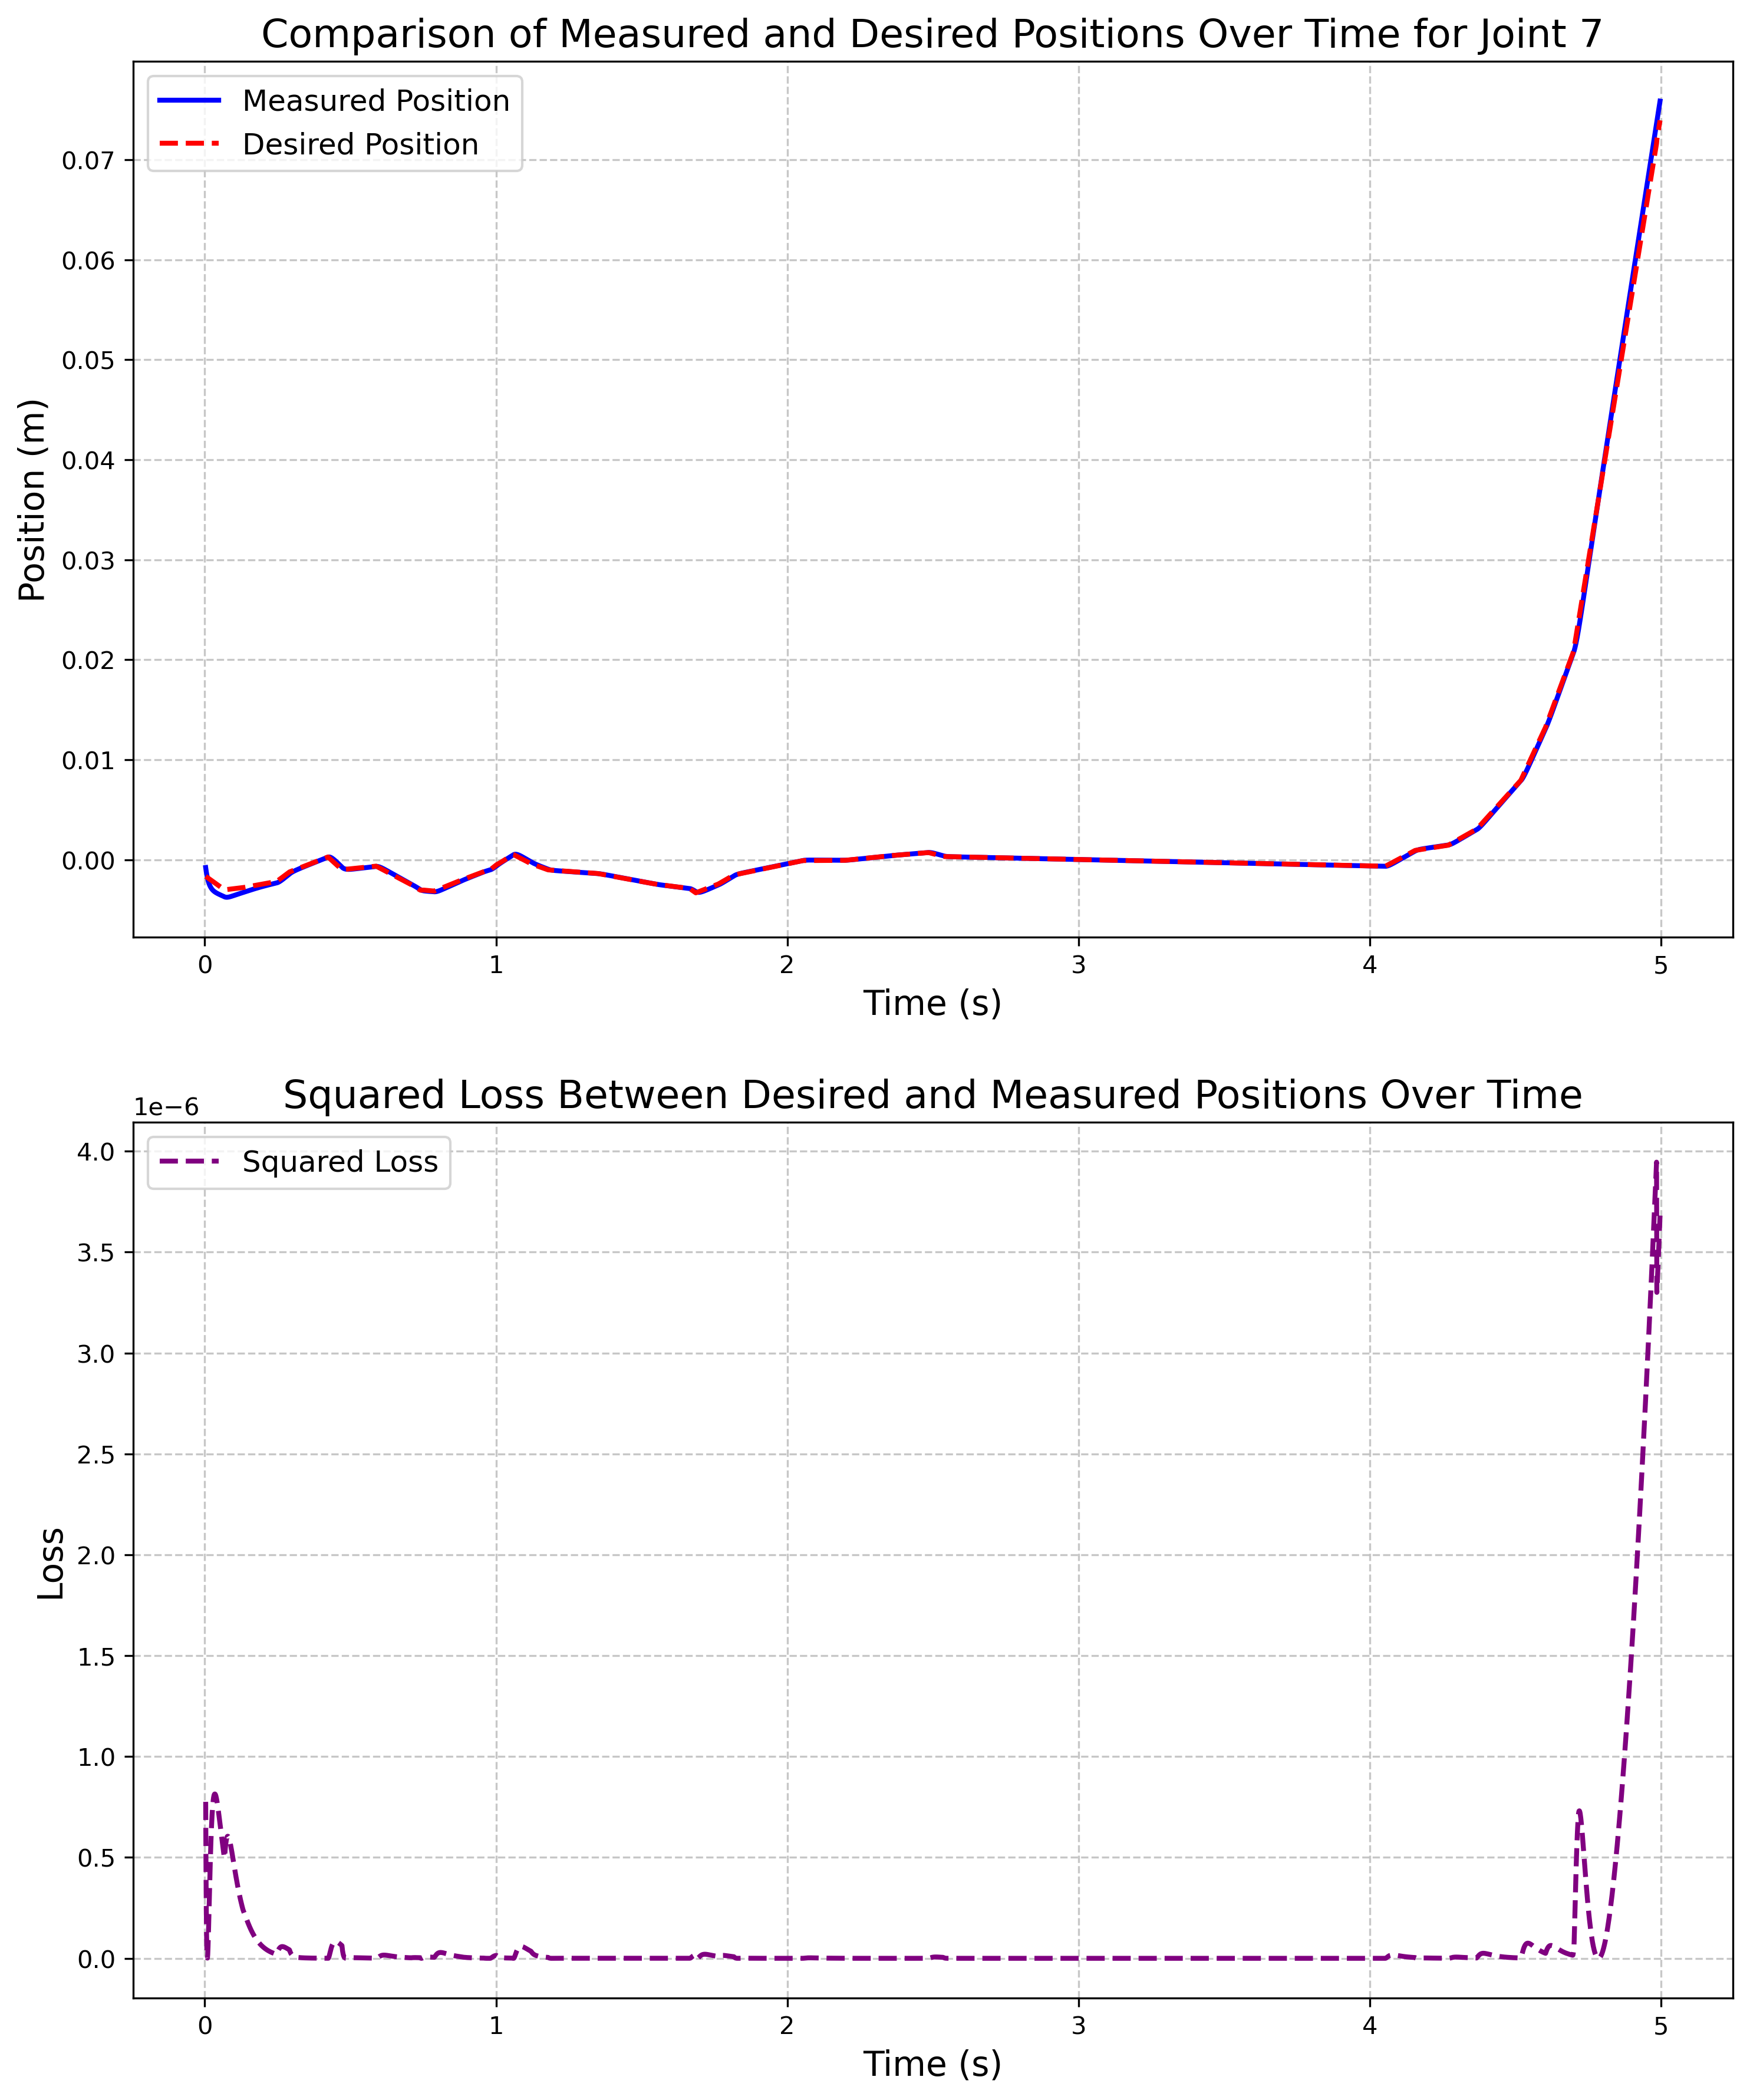 Comparison of Measured and Desired Positions Over Time for Joint 7
Measured Position
Desired Position
0.07
0.06
0.05
0.04
0.03
0.02
0.01
0.00
Position (m)
0 1 2 3 4 5
Time (s)
Squared Loss Between Desired and Measured Positions Over Time
1e−6
Squared Loss
4.0
3.5
3.0
2.5
2.0
1.5
1.0
0.5
0.0
Loss
0 1 2 3 4 5
Time (s)